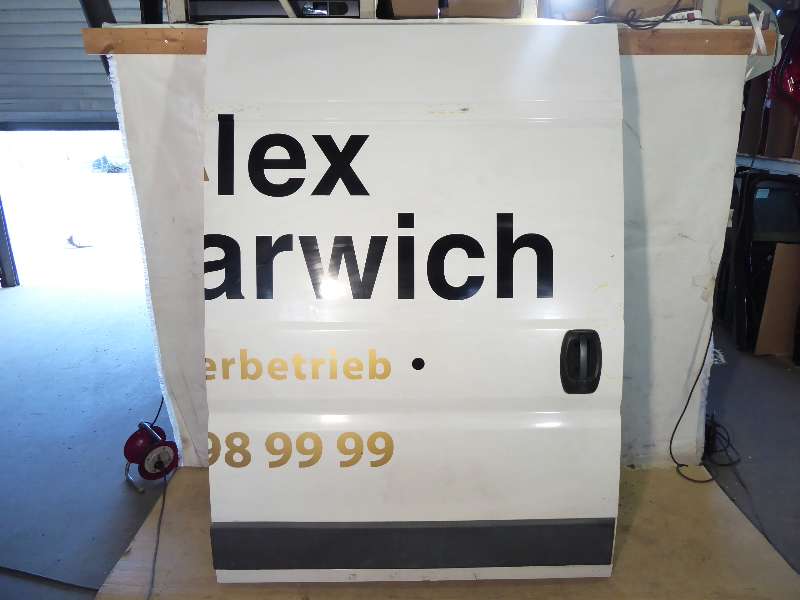 lex
arwich
erbetrieb •
98 99 99